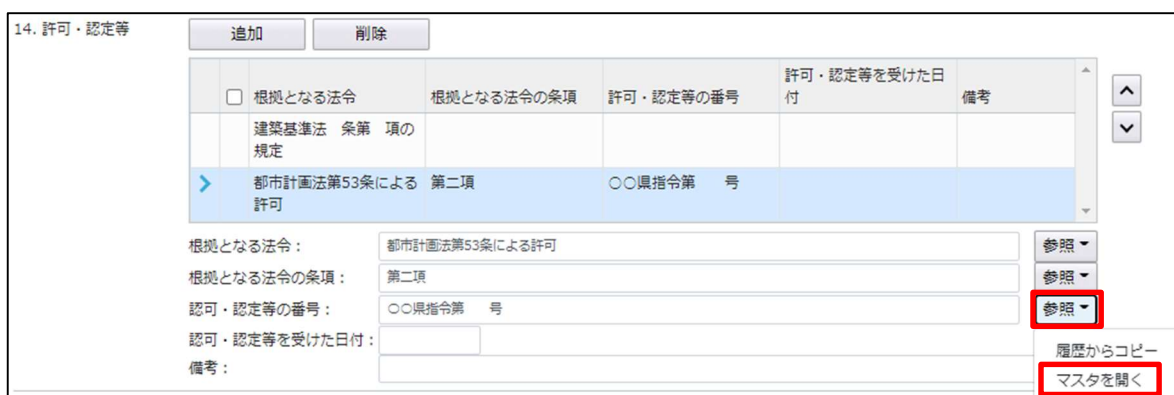 14. 許可・認定等
追加 削除
根拠となる法令 根拠となる法令の条項 許可・認定等の番号 許可・認定等を受けた日付 備考
建築基準法　条第　項の規定
都市計画法第53条による許可 第二項 〇〇県指令第　　号
根拠となる法令： 都市計画法第53条による許可 参照
根拠となる法令の条項： 第二項 参照
認可・認定等の番号： 〇〇県指令第　　号 参照
認可・認定等を受けた日付：
備考：
履歴からコピー
マスタを開く